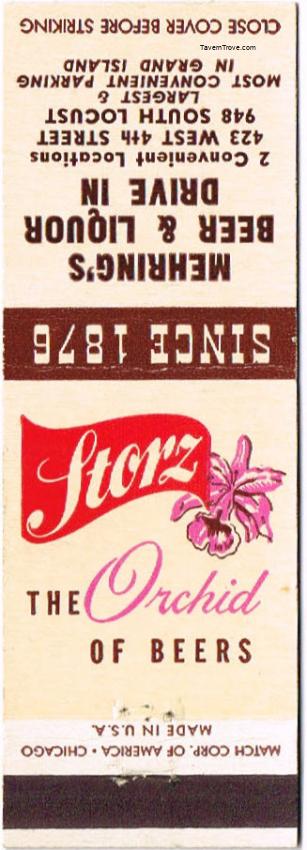 CLOSE COVER BEFORE STRIKING
TavernTrove.com
MEHRING'S
BEER & LIQUOR
DRIVE IN
2 Convenient Locations
423 WEST 4th STREET
948 SOUTH LOCUST
LARGEST &
MOST CONVENIENT PARKING
IN GRAND ISLAND
SINCE 1876
Storz
THE Orchid
OF BEERS
MADE IN U.S.A.
MATCH CORP. OF AMERICA • CHICAGO